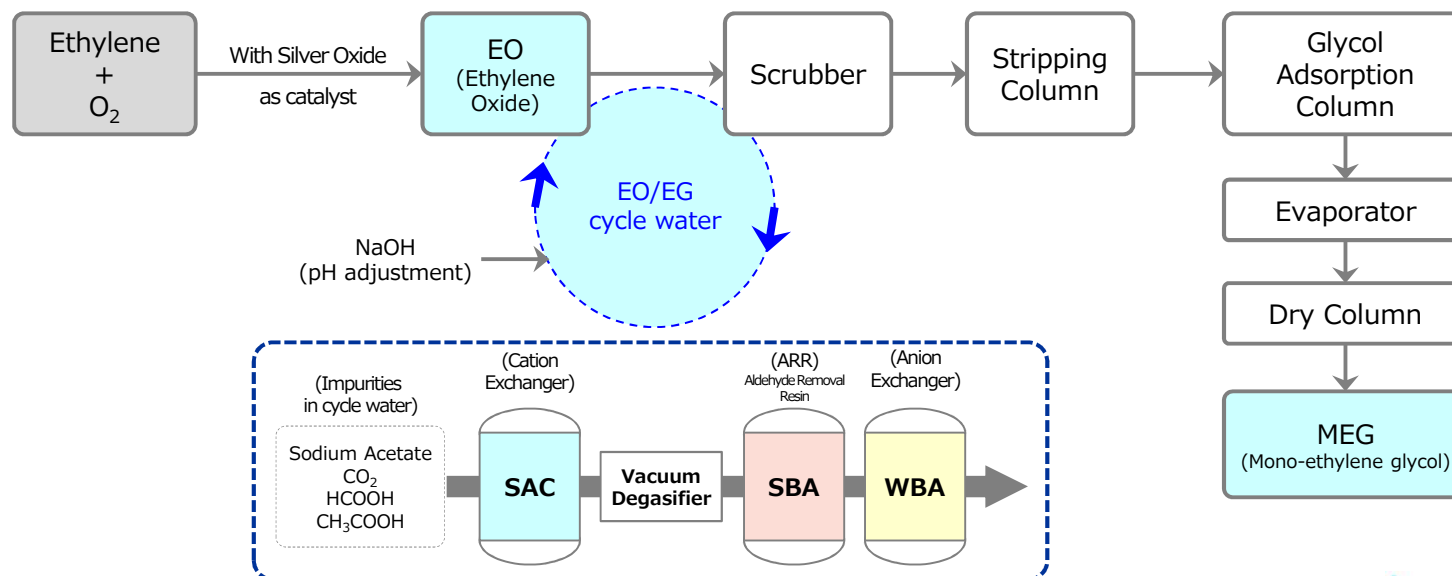 Ethylene
+
O₂
With Silver Oxide
as catalyst
EO
(Ethylene
Oxide)
Scrubber
Stripping
Column
Glycol
Adsorption
Column
EO/EG
cycle water
NaOH
(pH adjustment)
Evaporator
Dry Column
MEG
(Mono-ethylene glycol)
(Impurities
in cycle water)
Sodium Acetate
CO₂
HCOOH
CH₃COOH
(Cation
Exchanger)
SAC
Vacuum
Degasifier
(ARR)
Aldehyde Removal
Resin
SBA
(Anion
Exchanger)
WBA